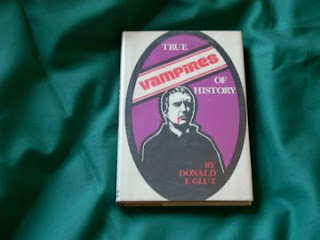 TRUE
VAMPIRES
OF
HISTORY
BY
DONALD
F. GLUT